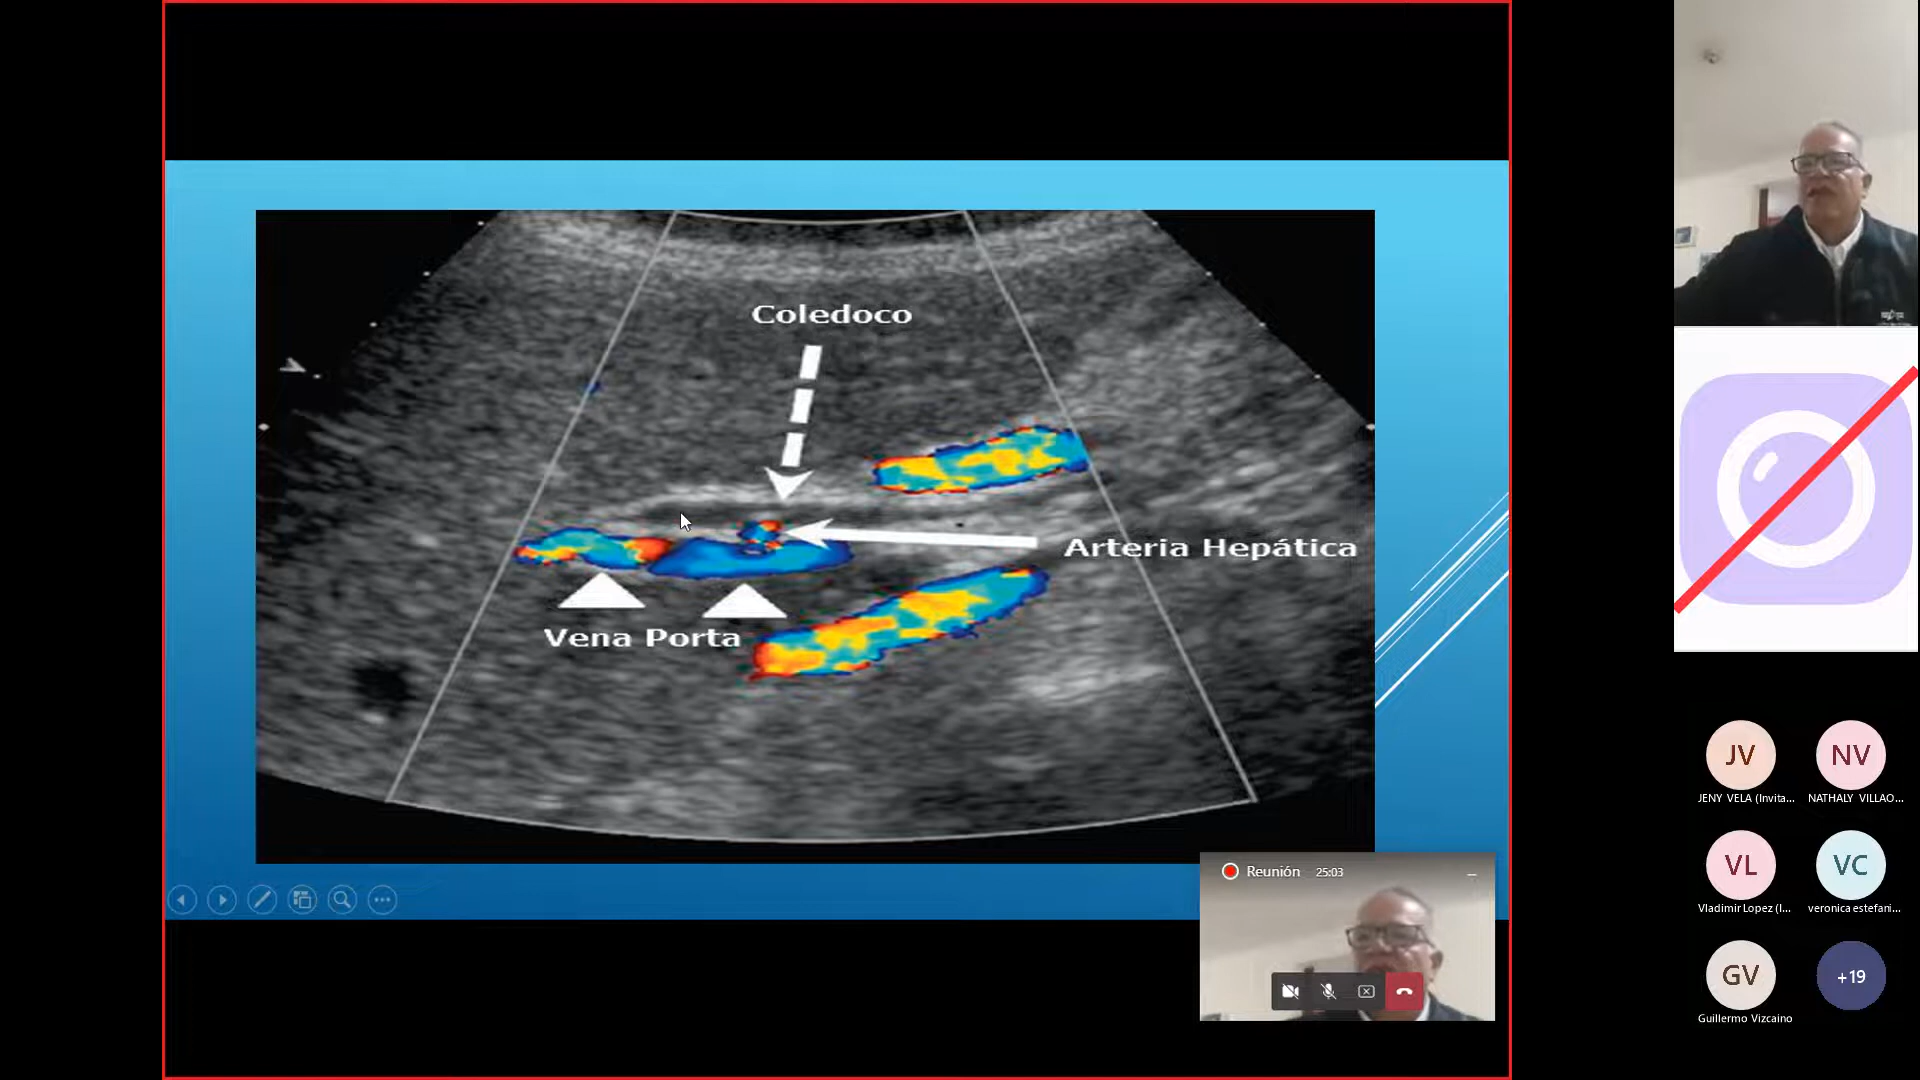 Coledoco
Arteria Hepática
Vena Porta
Reunión 25:03
JV
JENY VELA (Invita...
NV
NATHALY VILLAO...
VL
Vladimir Lopez (I...
VC
veronica estefani...
GV
Guillermo Vizcaino
+19